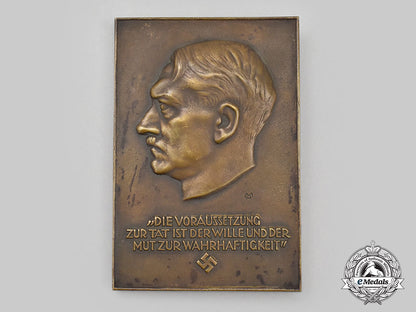 „DIE VORAUSSETZUNG
ZUR TAT IST DER WILLE UND DER
MUT ZUR WAHRHAFTIGKEIT"
eMedals